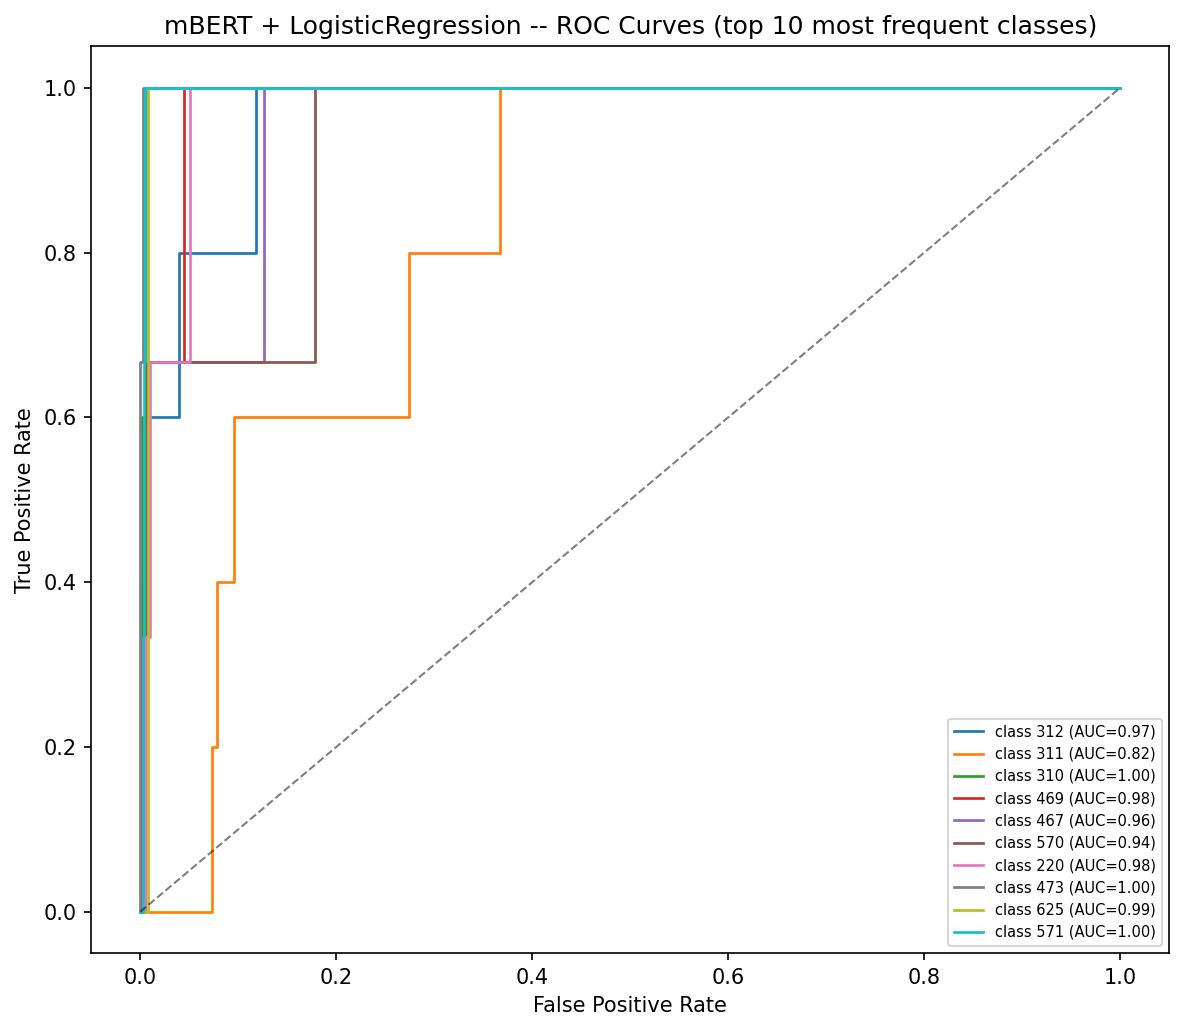 mBERT + LogisticRegression -- ROC Curves (top 10 most frequent classes)
1.0
0.8
0.6
0.4
0.2
0.0
True Positive Rate
0.0 0.2 0.4 0.6 0.8 1.0
False Positive Rate
class 312 (AUC=0.97)
class 311 (AUC=0.82)
class 310 (AUC=1.00)
class 469 (AUC=0.98)
class 467 (AUC=0.96)
class 570 (AUC=0.94)
class 220 (AUC=0.98)
class 473 (AUC=1.00)
class 625 (AUC=0.99)
class 571 (AUC=1.00)